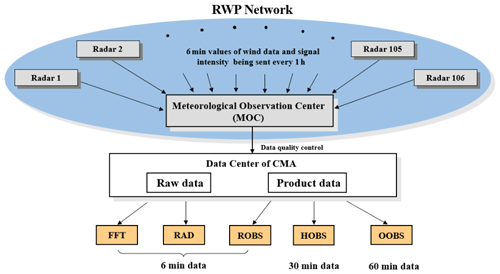 RWP Network
Radar 2
Radar 105
6 min values of wind data and signal
intensity being sent every 1 h
Radar 1
Radar 106
Meteorological Observation Center
(MOC)
Data quality control
Data Center of CMA
Raw data
Product data
FFT
RAD
ROBS
HOBS
OOBS
6 min data
30 min data
60 min data